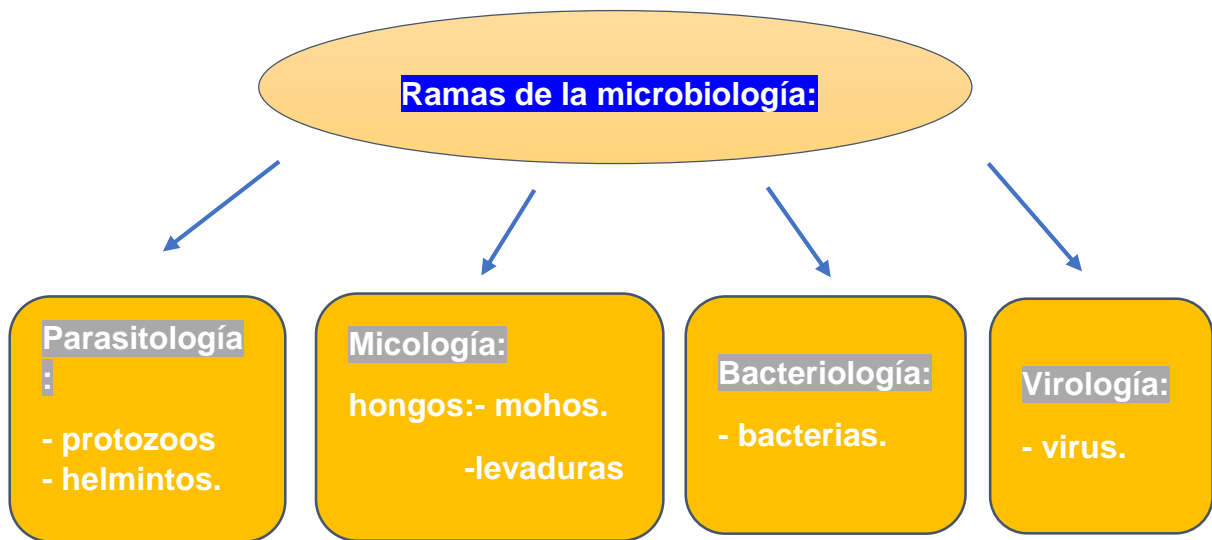 Ramas de la microbiología:
Parasitología
:
- protozoos
- helmintos.
Micología:
hongos:- mohos.
-levaduras
Bacteriología:
- bacterias.
Virología:
- virus.